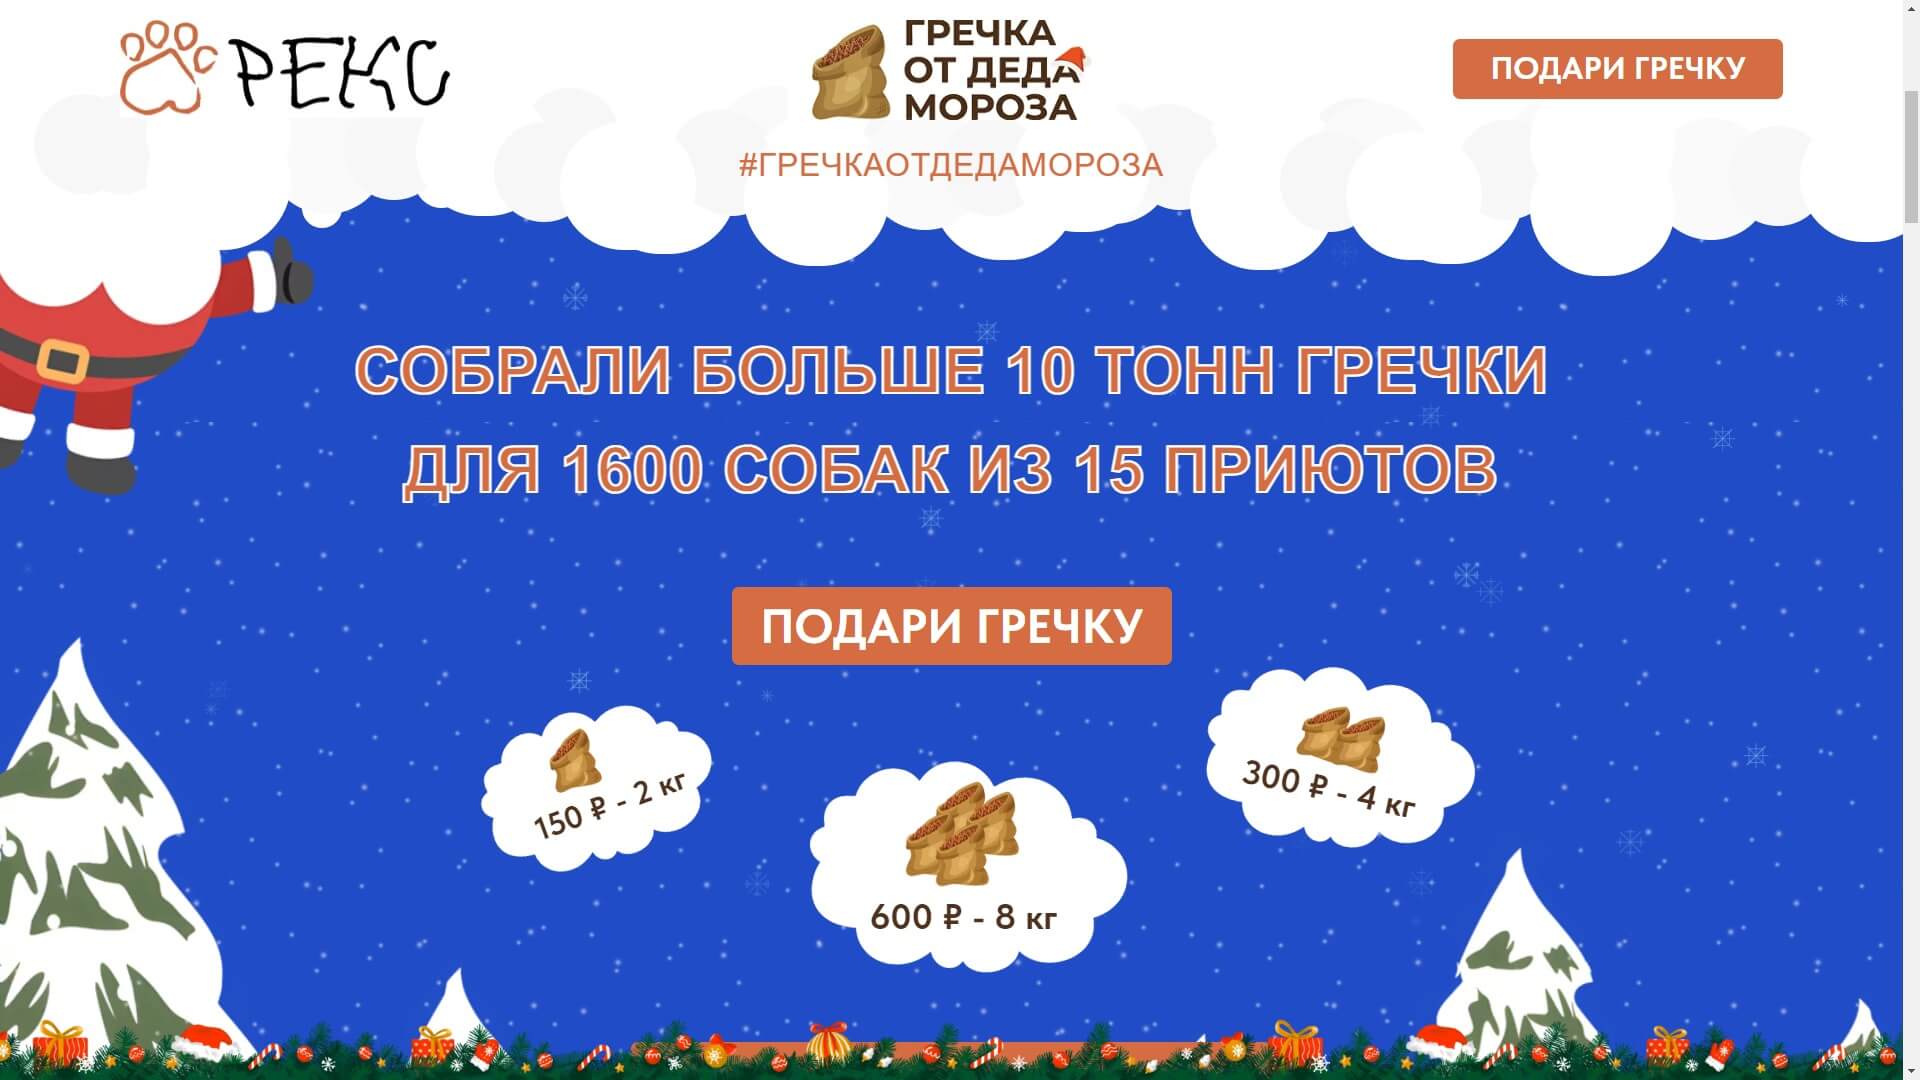 РЕКС
ГРЕЧКА
ОТ ДЕДА
МОРОЗА
ПОДАРИ ГРЕЧКУ
#ГРЕЧКАОТДЕДАМОРОЗА
СОБРАЛИ БОЛЬШЕ 10 ТОНН ГРЕЧКИ
ДЛЯ 1600 СОБАК ИЗ 15 ПРИЮТОВ
ПОДАРИ ГРЕЧКУ
150 ₽ - 2 кг
600 ₽ - 8 кг
300 ₽ - 4 кг